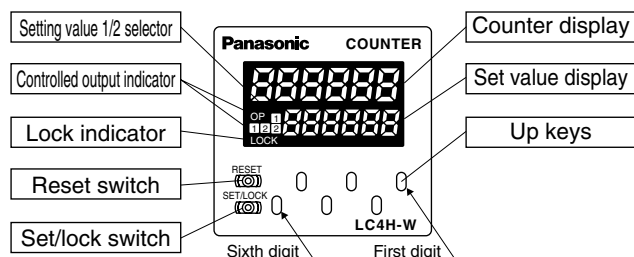 Setting value 1/2 selector
Controlled output indicator
Lock indicator
Reset switch
Set/lock switch
Panasonic COUNTER
888888
OP 1
1 2 2 888888
LOCK
RESET
SET/LOCK
LC4H-W
Sixth digit First digit
Counter display
Set value display
Up keys